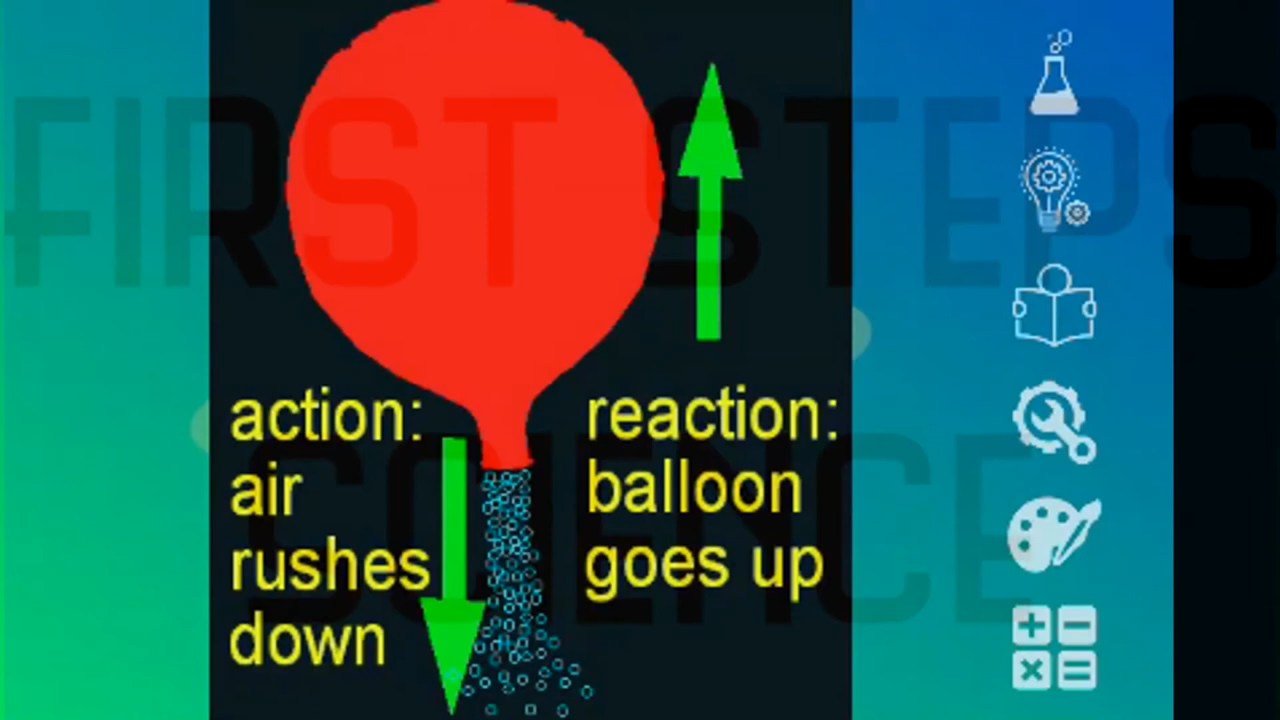 FIRST STEPS
SCIENCE
action:
air
rushes
down
reaction:
balloon
goes up